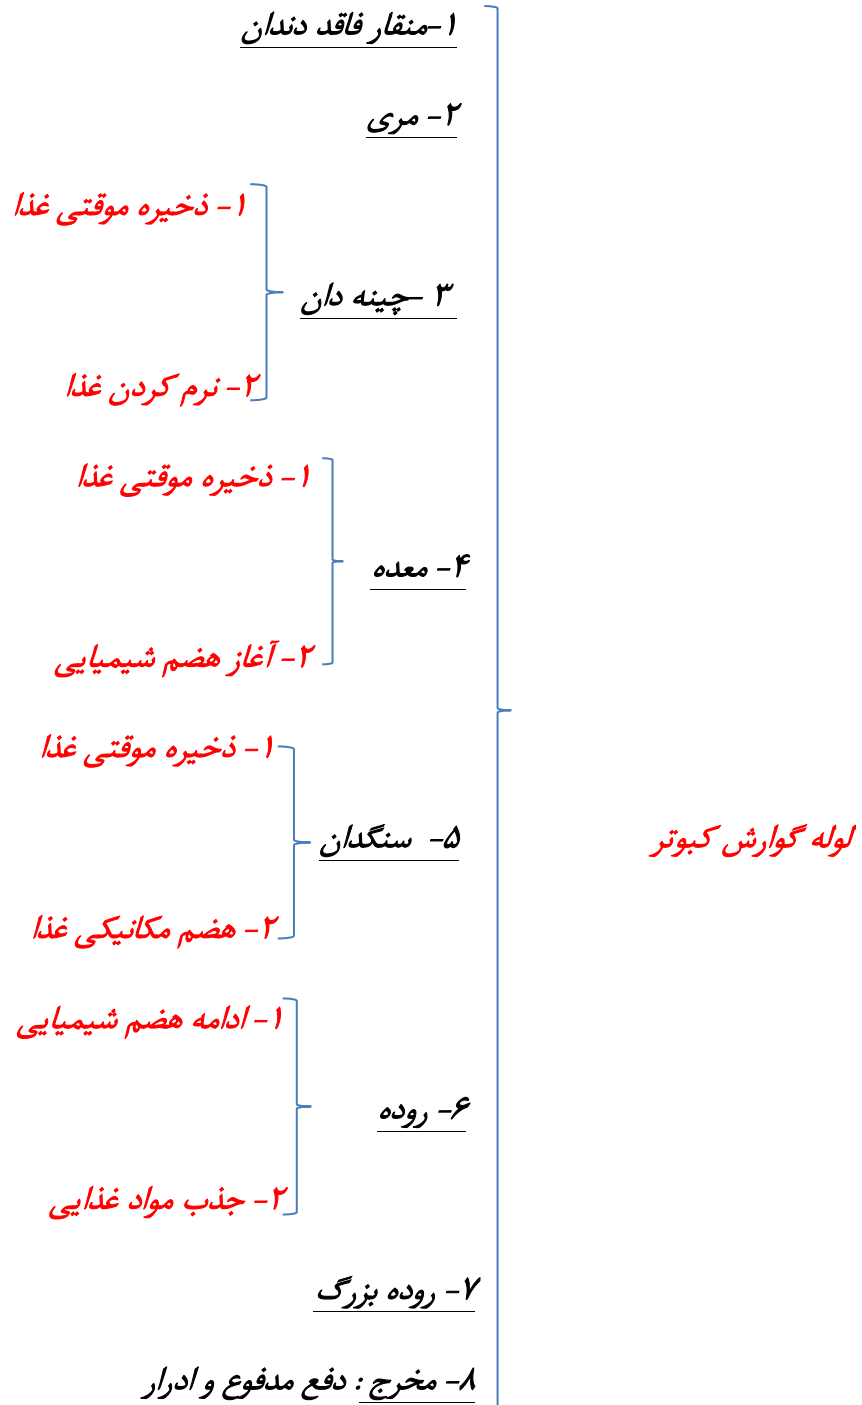 لوله گوارش کبوتر
۱-منقار فاقد دندان
۲- مری
۳ -چینه دان
۱- ذخیره موقتی غذا
۲- نرم کردن غذا
۴- معده
۱- ذخیره موقتی غذا
۲- آغاز هضم شیمیایی
۵- سنگدان
۱- ذخیره موقتی غذا
۲- هضم مکانیکی غذا
۶- روده
۱- ادامه هضم شیمیایی
۲- جذب مواد غذایی
۷- روده بزرگ
۸- مخرج : دفع مدفوع و ادرار